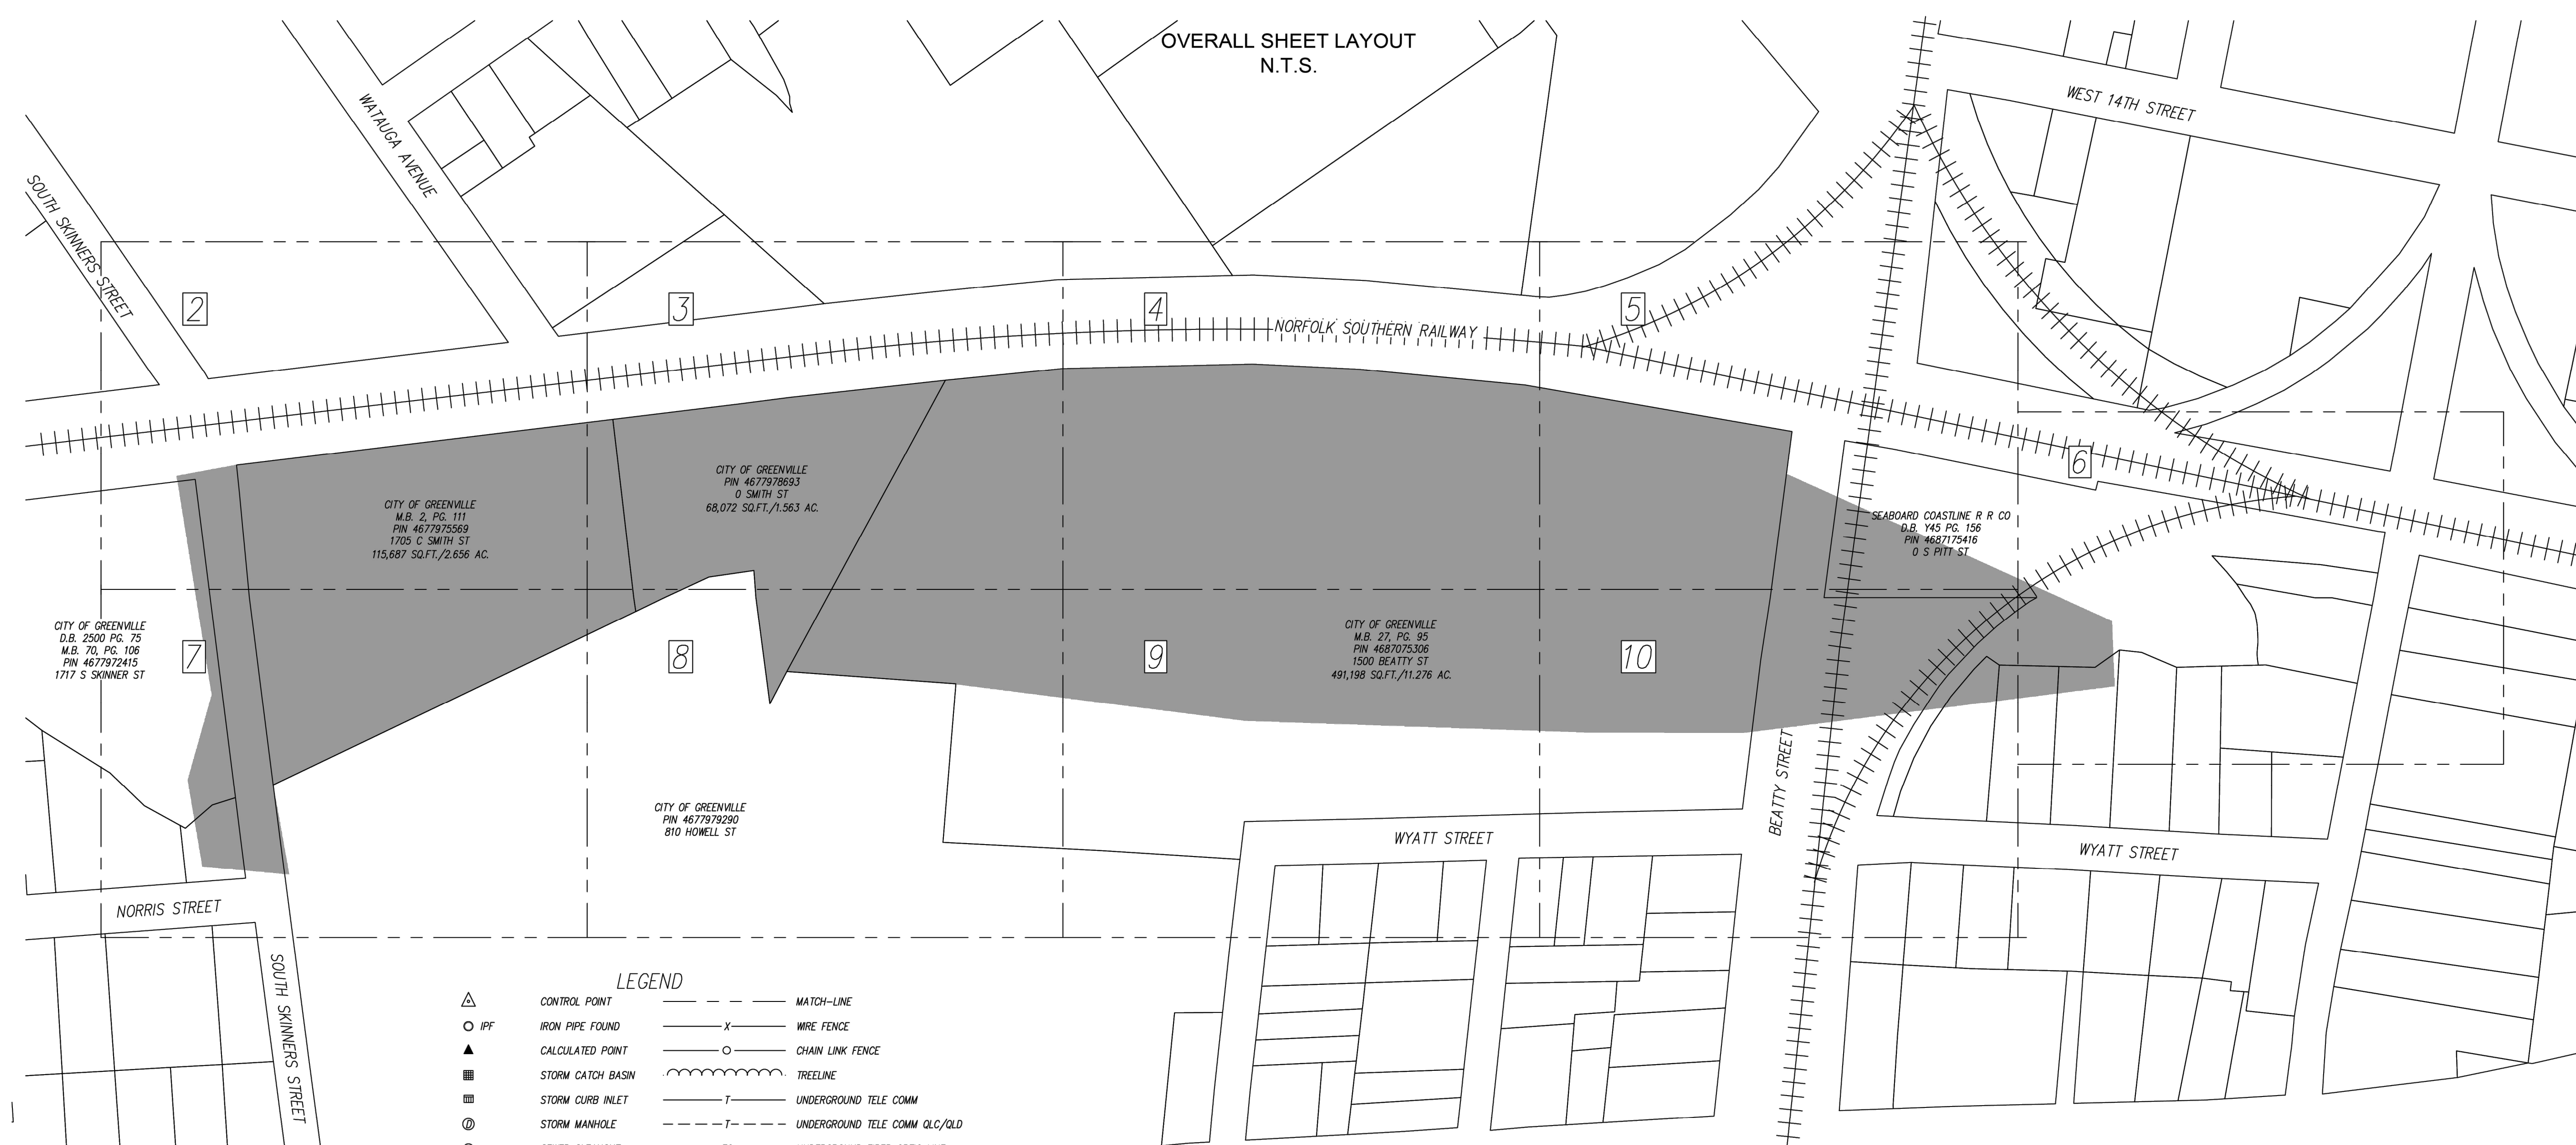 OVERALL SHEET LAYOUT
N.T.S.
WATAUGA AVENUE
SOUTH SKINNERS STREET
WEST 14TH STREET
2
3
4
5
NORFOLK SOUTHERN RAILWAY
6
CITY OF GREENVILLE
M.B. 2, PG. 111
PIN 4677975569
1705 C SMITH ST
115,687 SQ.FT./2.656 AC.
CITY OF GREENVILLE
PIN 4677978693
0 SMITH ST
68,072 SQ.FT./1.563 AC.
SEABOARD COASTLINE R R CO
D.B. Y45 PG. 156
PIN 4687175416
0 S PITT ST
CITY OF GREENVILLE
D.B. 2500 PG. 75
M.B. 70, PG. 106
PIN 4677972415
1717 S SKINNER ST
7
8
9
CITY OF GREENVILLE
M.B. 27, PG. 95
PIN 4687075306
1500 BEATTY ST
491,198 SQ.FT./11.276 AC.
10
BEATTY STREET
CITY OF GREENVILLE
PIN 4677979290
810 HOWELL ST
WYATT STREET
WYATT STREET
NORRIS STREET
SOUTH SKINNERS STREET
LEGEND
CONTROL POINT
MATCH-LINE
IPF IRON PIPE FOUND
X WIRE FENCE
CALCULATED POINT
CHAIN LINK FENCE
STORM CATCH BASIN
TREELINE
STORM CURB INLET
T UNDERGROUND TELE COMM
D STORM MANHOLE
T UNDERGROUND TELE COMM QLC/QLD